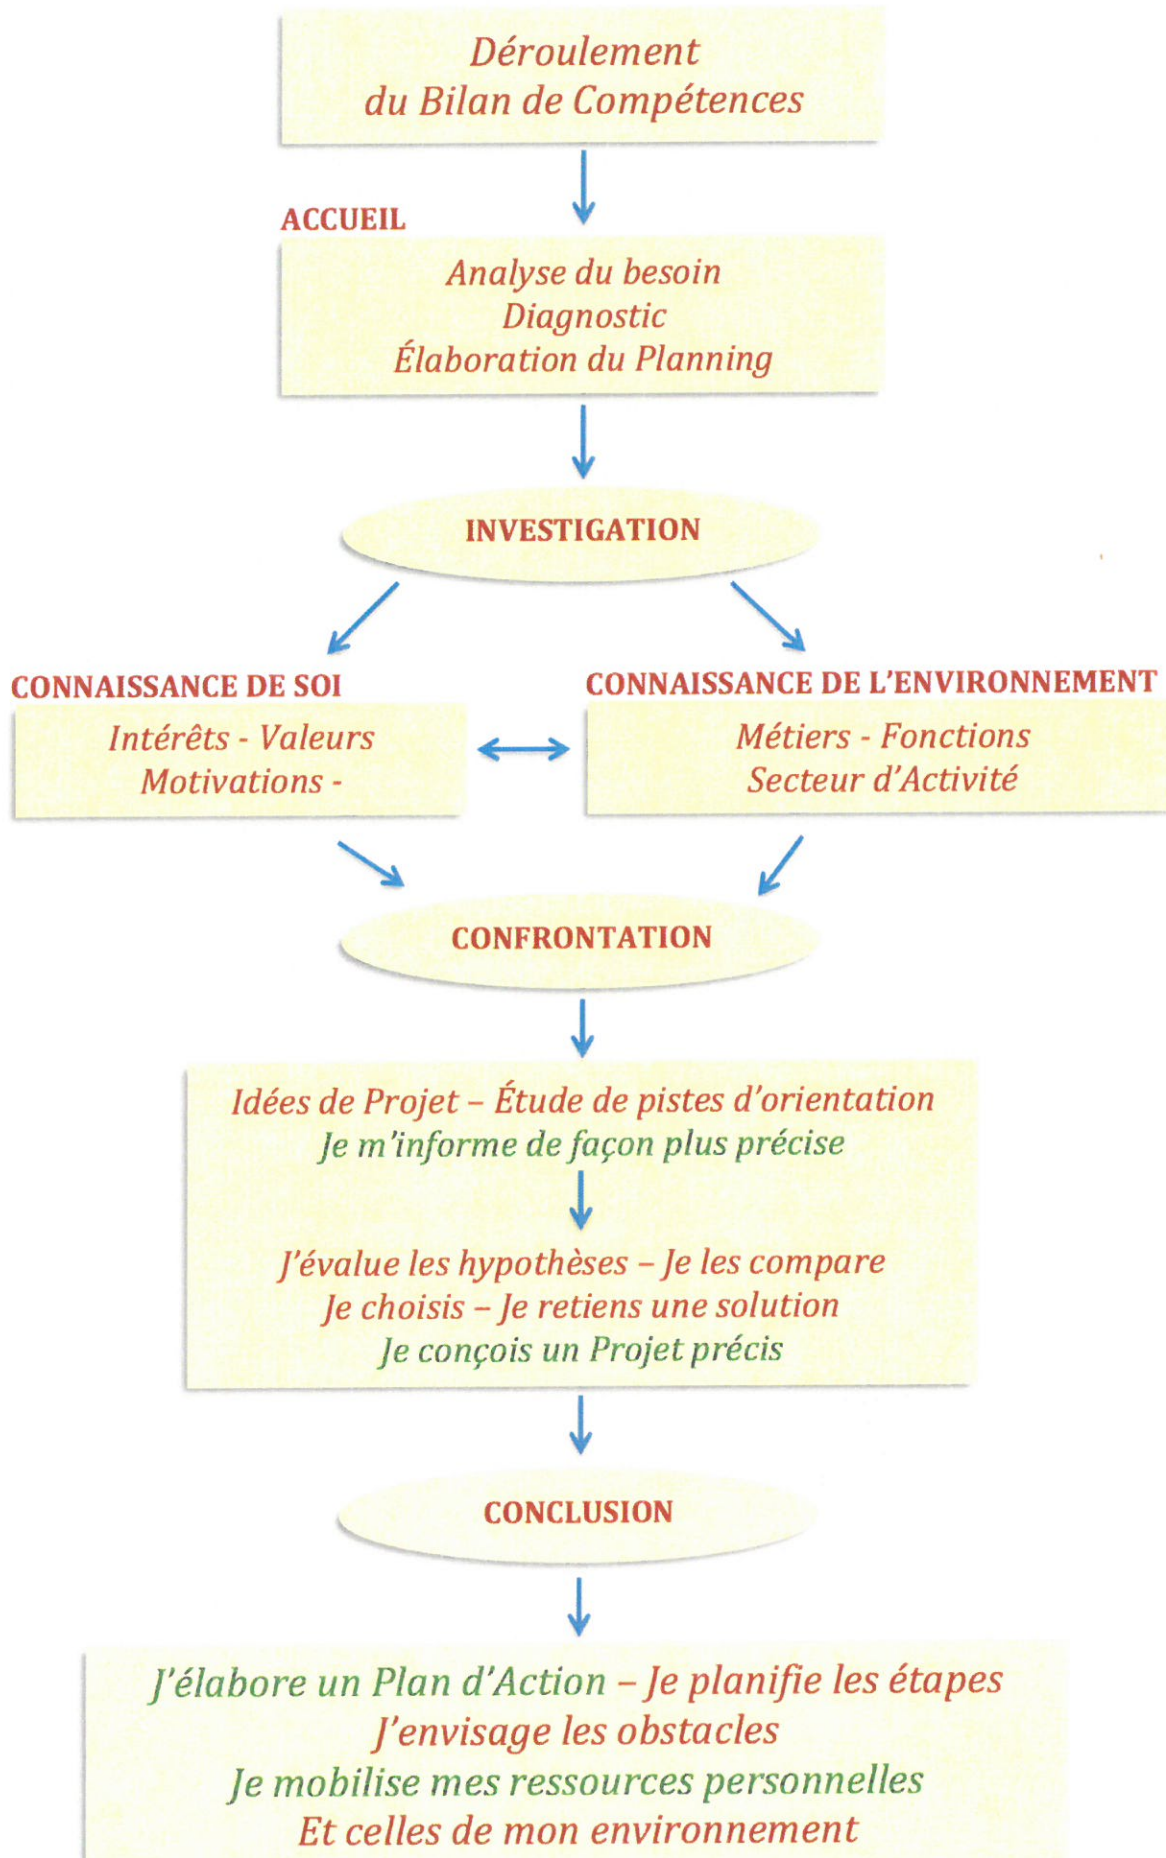 Déroulement
du Bilan de Compétences
ACCUEIL
Analyse du besoin
Diagnostic
Élaboration du Planning
INVESTIGATION
CONNAISSANCE DE SOI
Intérêts - Valeurs
Motivations -
CONNAISSANCE DE L'ENVIRONNEMENT
Métiers - Fonctions
Secteur d'Activité
CONFRONTATION
Idées de Projet – Étude de pistes d'orientation
Je m'informe de façon plus précise
J'évalue les hypothèses – Je les compare
Je choisis – Je retiens une solution
Je conçois un Projet précis
CONCLUSION
J'élabore un Plan d'Action – Je planifie les étapes
J'envisage les obstacles
Je mobilise mes ressources personnelles
Et celles de mon environnement